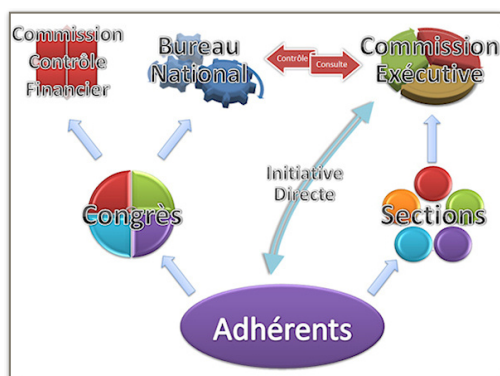 Commission
Contrôle
Financier
Bureau
National
Contrôle
Consulte
Commission
Exécutive
Initiative
Directe
Congrès
Sections
Adhérents